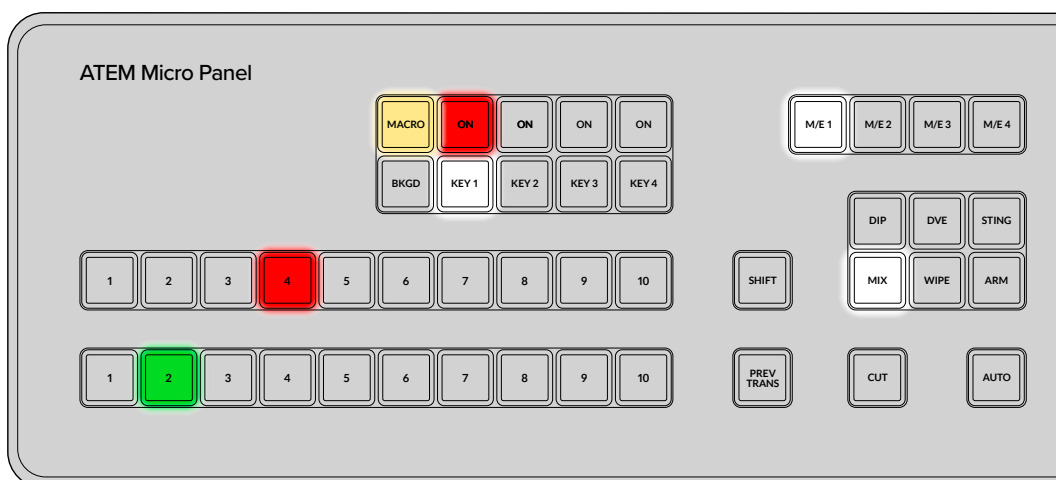 ATEM Micro Panel
MACRO ON ON ON ON
M/E 1 M/E 2 M/E 3 M/E 4
BKGD KEY 1 KEY 2 KEY 3 KEY 4
DIP DVE STING
1 2 3 4 5 6 7 8 9 10
SHIFT
MIX WIPE ARM
1 2 3 4 5 6 7 8 9 10
PREV
TRANS
CUT
AUTO